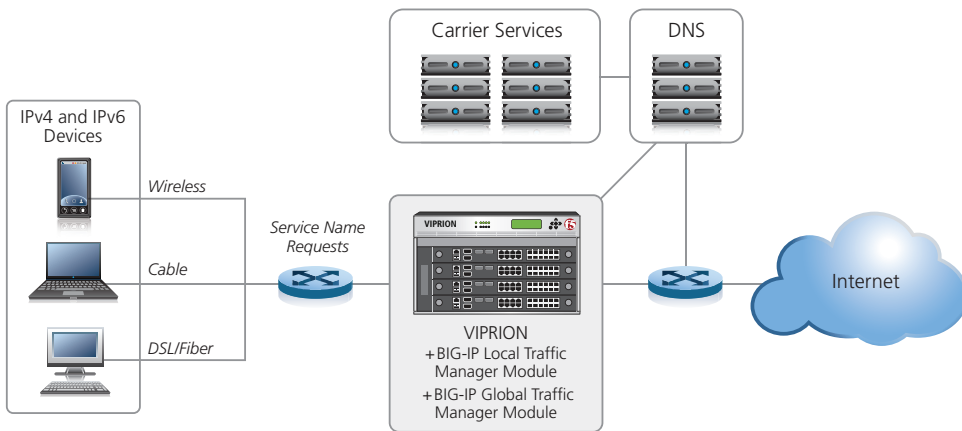 Carrier Services
DNS
IPv4 and IPv6
Devices
Wireless
Service Name
Requests
Cable
DSL/Fiber
VIPRION
f5
VIPRION
+BIG-IP Local Traffic
Manager Module
+BIG-IP Global Traffic
Manager Module
Internet